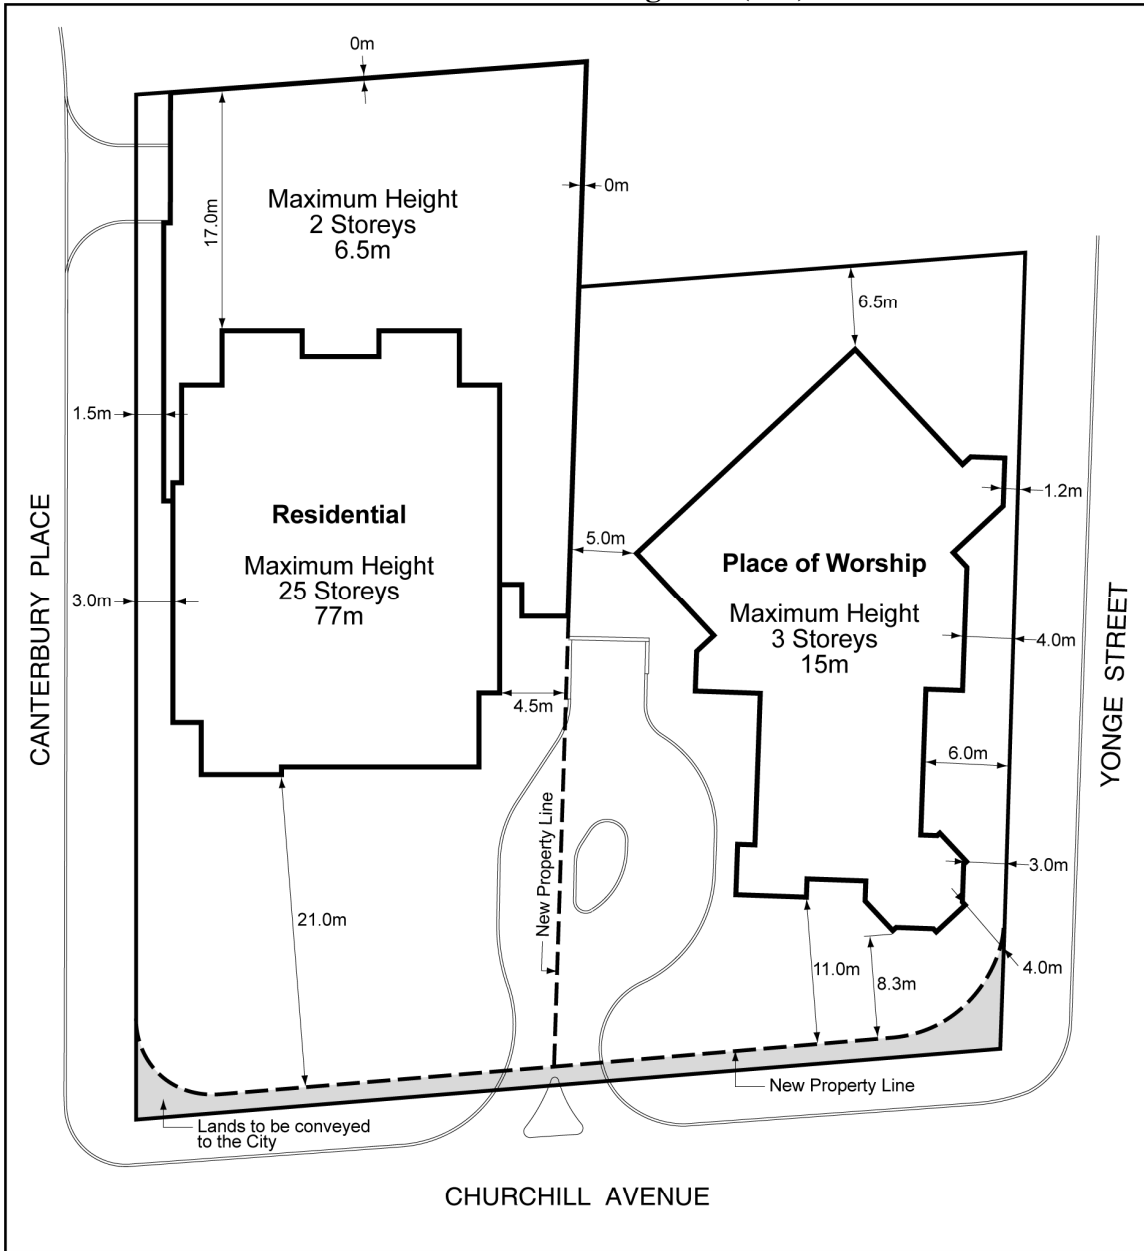 0m
0m
17.0m
Maximum Height
2 Storeys
6.5m
6.5m
1.5m
1.2m
Residential
Maximum Height
25 Storeys
77m
5.0m
Place of Worship
Maximum Height
3 Storeys
15m
3.0m
4.0m
CANTERBURY PLACE
YONGE STREET
4.5m
6.0m
New Property Line
3.0m
21.0m
11.0m
8.3m
4.0m
New Property Line
Lands to be conveyed
to the City
CHURCHILL AVENUE